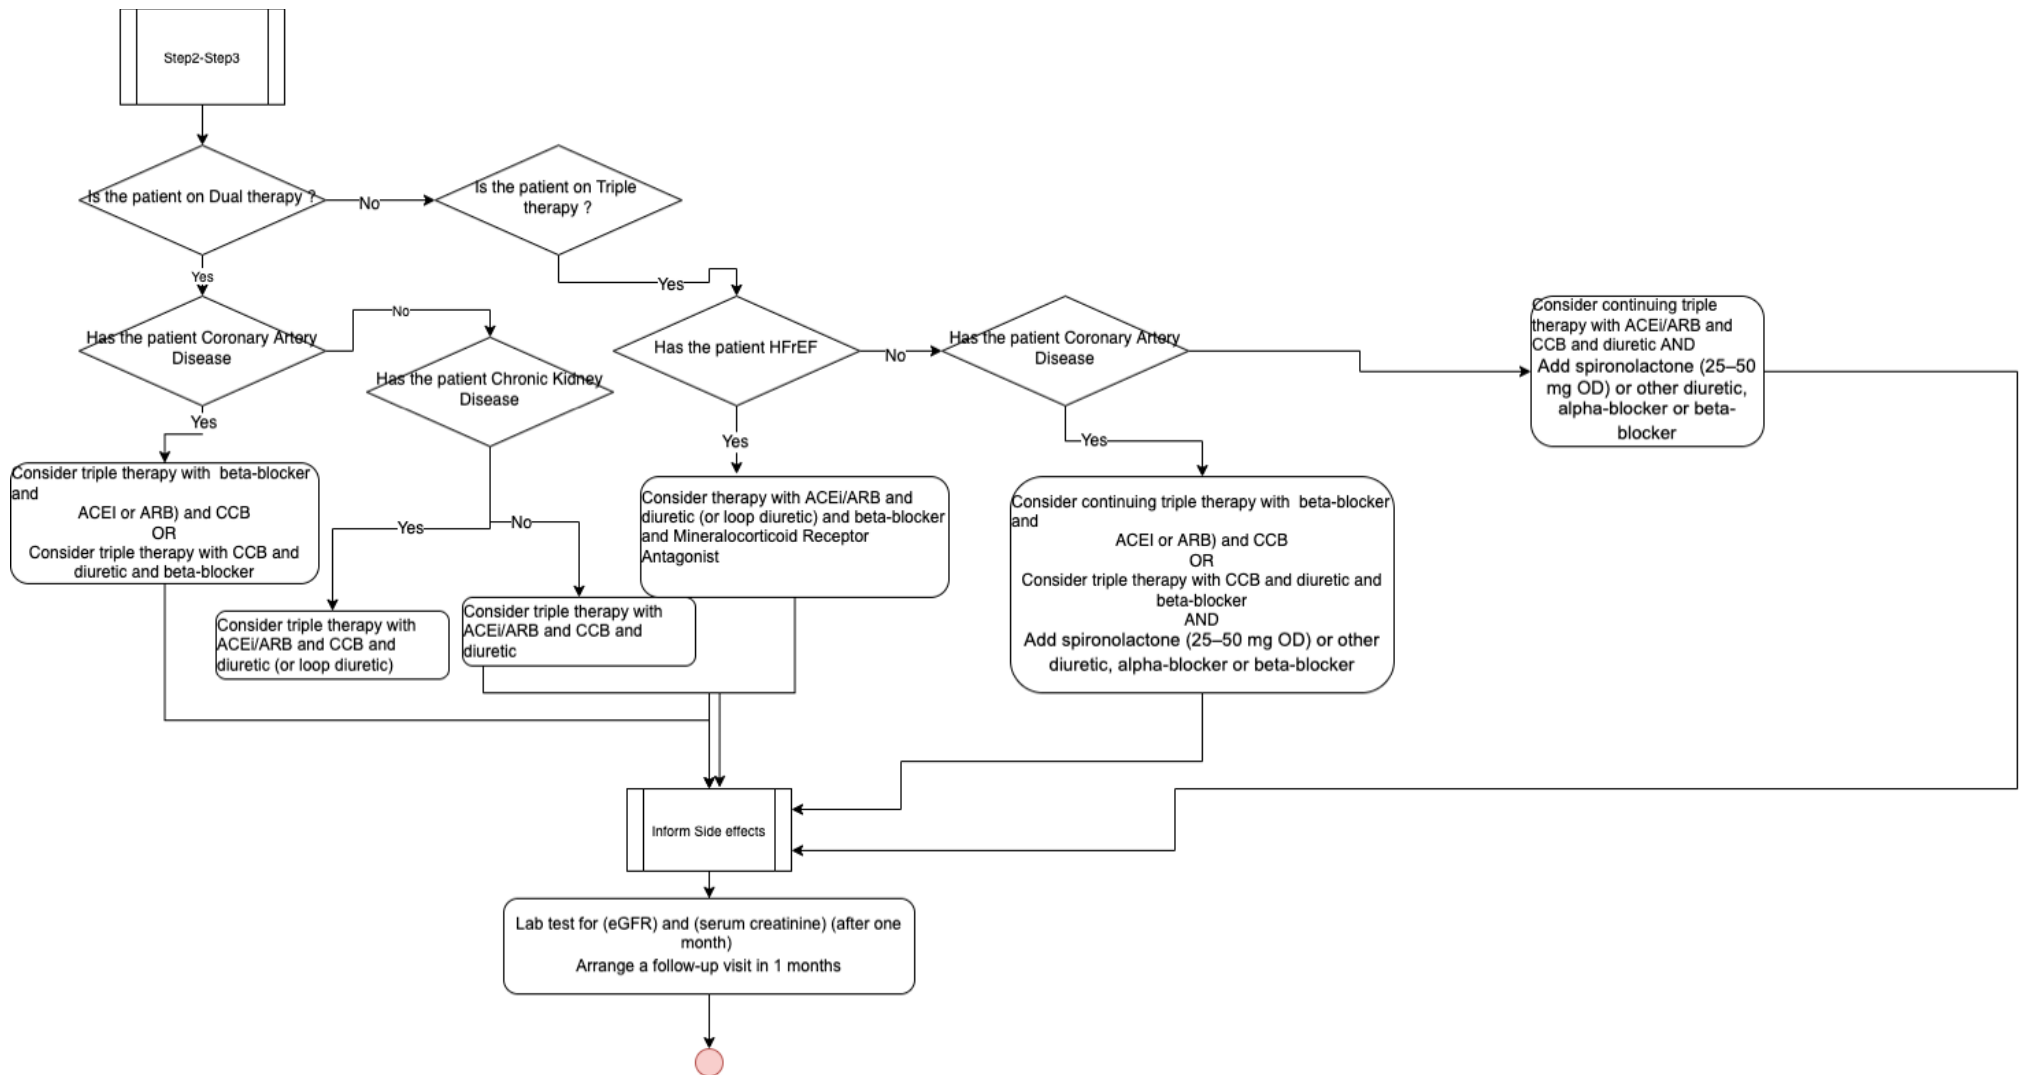 Step2-Step3
Is the patient on Dual therapy ?
No
Is the patient on Triple
therapy ?
Yes
Yes
Has the patient Coronary Artery
Disease
No
Has the patient Chronic Kidney
Disease
Has the patient HFrEF
No
Has the patient Coronary Artery
Disease
Consider continuing triple
therapy with ACEi/ARB and
CCB and diuretic AND
Add spironolactone (25–50
mg OD) or other diuretic,
alpha-blocker or beta-
blocker
Yes
Yes
Yes
Consider triple therapy with  beta-blocker
and
ACEI or ARB) and CCB
OR
Consider triple therapy with CCB and
diuretic and beta-blocker
Yes
No
Consider therapy with ACEi/ARB and
diuretic (or loop diuretic) and beta-blocker
and Mineralocorticoid Receptor
Antagonist
Consider continuing triple therapy with  beta-blocker
and
ACEI or ARB) and CCB
OR
Consider triple therapy with CCB and diuretic and
beta-blocker
AND
Add spironolactone (25–50 mg OD) or other
diuretic, alpha-blocker or beta-blocker
Consider triple therapy with
ACEi/ARB and CCB and
diuretic (or loop diuretic)
Consider triple therapy with
ACEi/ARB and CCB and
diuretic
Inform Side effects
Lab test for (eGFR) and (serum creatinine) (after one
month)
Arrange a follow-up visit in 1 months